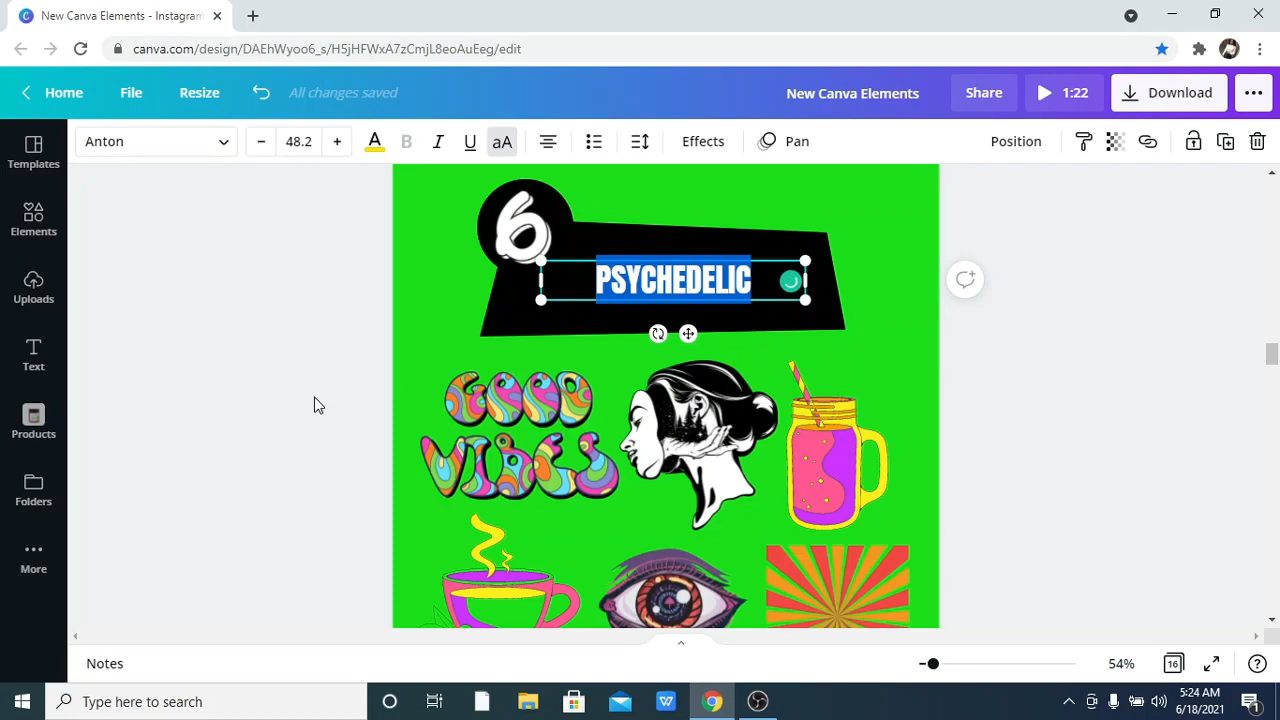 New Canva Elements - Instagram
canva.com/design/DAEhWyoo6_s/H5jHFWxA7zCmjL8eoAuEeg/edit
Home File Resize All changes saved New Canva Elements Share 1:22 Download
Anton 48.2 A B I U aA Effects Pan Position
Templates
Elements
Uploads
Text
Products
Folders
More
6
PSYCHEDELIC
GOOD
VIBES
Notes 54% 16
Type here to search
5:24 AM
6/18/2021
1